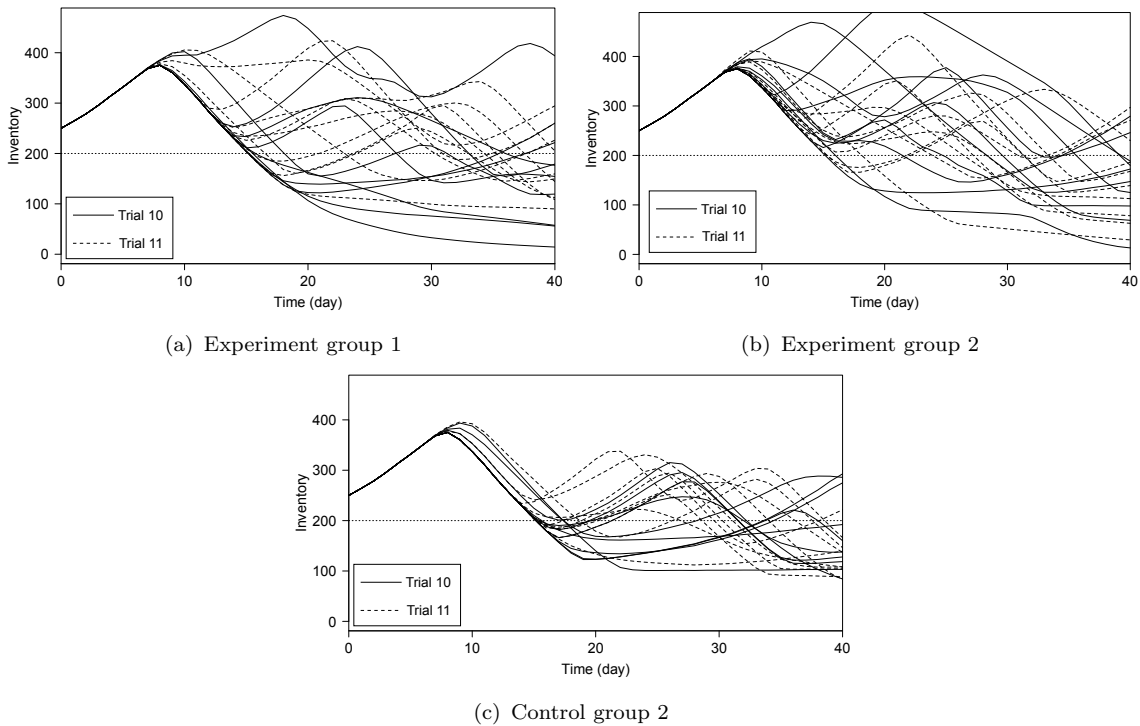 400
300
200
100
0
Inventory
Trial 10
Trial 11
0 10 20 30 40
Time (day)
(a) Experiment group 1
400
300
200
100
0
Inventory
Trial 10
Trial 11
0 10 20 30 40
Time (day)
(b) Experiment group 2
400
300
200
100
0
Inventory
Trial 10
Trial 11
0 10 20 30 40
Time (day)
(c) Control group 2